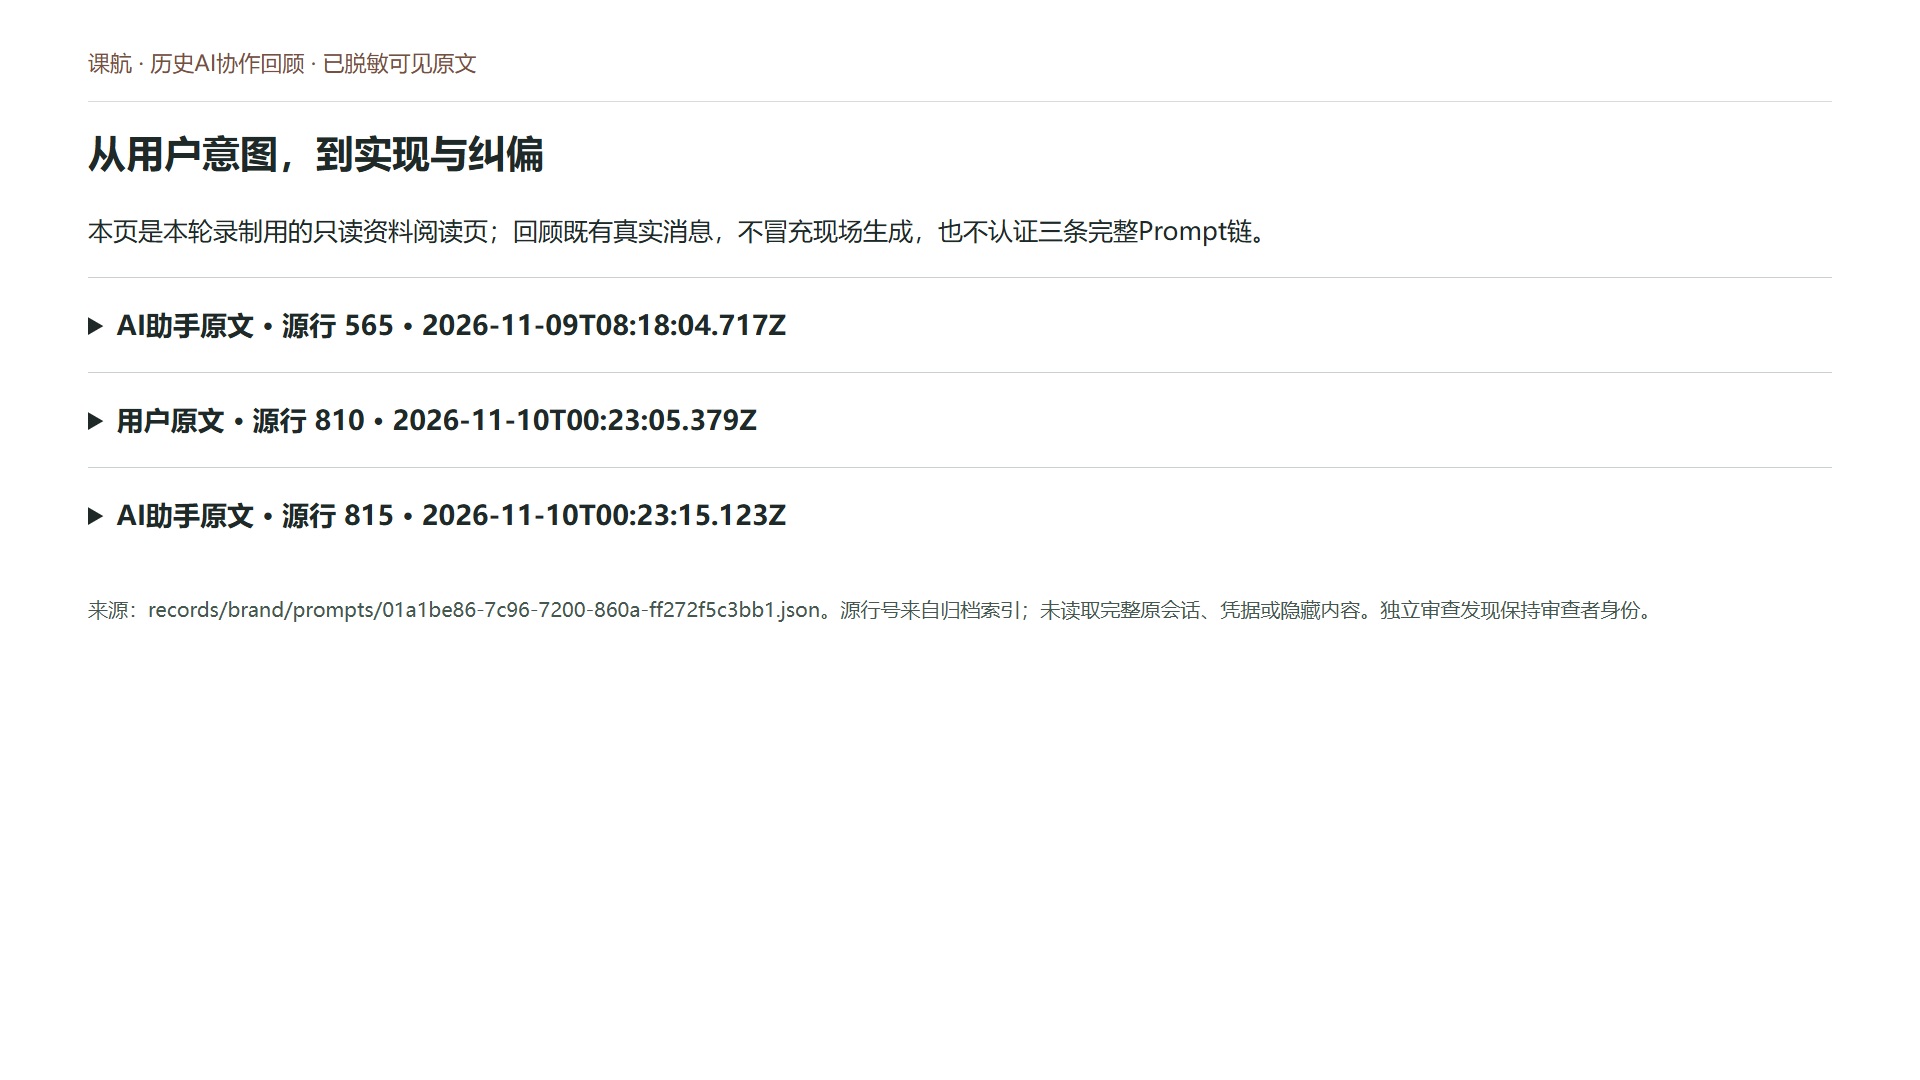 课航 · 历史AI协作回顾 · 已脱敏可见原文
从用户意图，到实现与纠偏
本页是本轮录制用的只读资料阅读页；回顾既有真实消息，不冒充现场生成，也不认证三条完整Prompt链。
▶ AI助手原文 • 源行 565 • 2026-11-09T08:18:04.717Z
▶ 用户原文 • 源行 810 • 2026-11-10T00:23:05.379Z
▶ AI助手原文 • 源行 815 • 2026-11-10T00:23:15.123Z
来源：records/brand/prompts/01a1be86-7c96-7200-860a-ff272f5c3bb1.json。源行号来自归档索引；未读取完整原会话、凭据或隐藏内容。独立审查发现保持审查者身份。